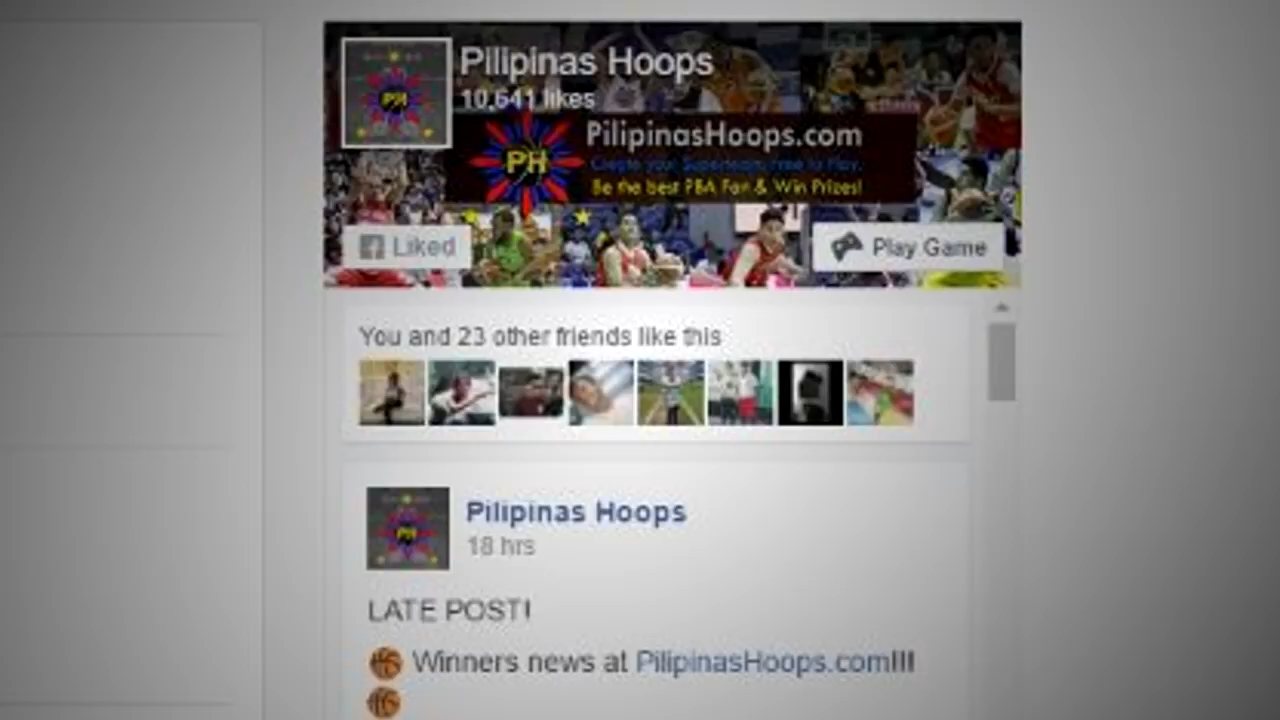 Pilipinas Hoops
10,641 likes
PilipinasHoops.com
PH
Create your Superteam, Free to Play.
Be the best PBA Fan & Win Prizes!
Liked
Play Game
You and 23 other friends like this
PH
Pilipinas Hoops
18 hrs
LATE POST!
Winners news at PilipinasHoops.com!!!